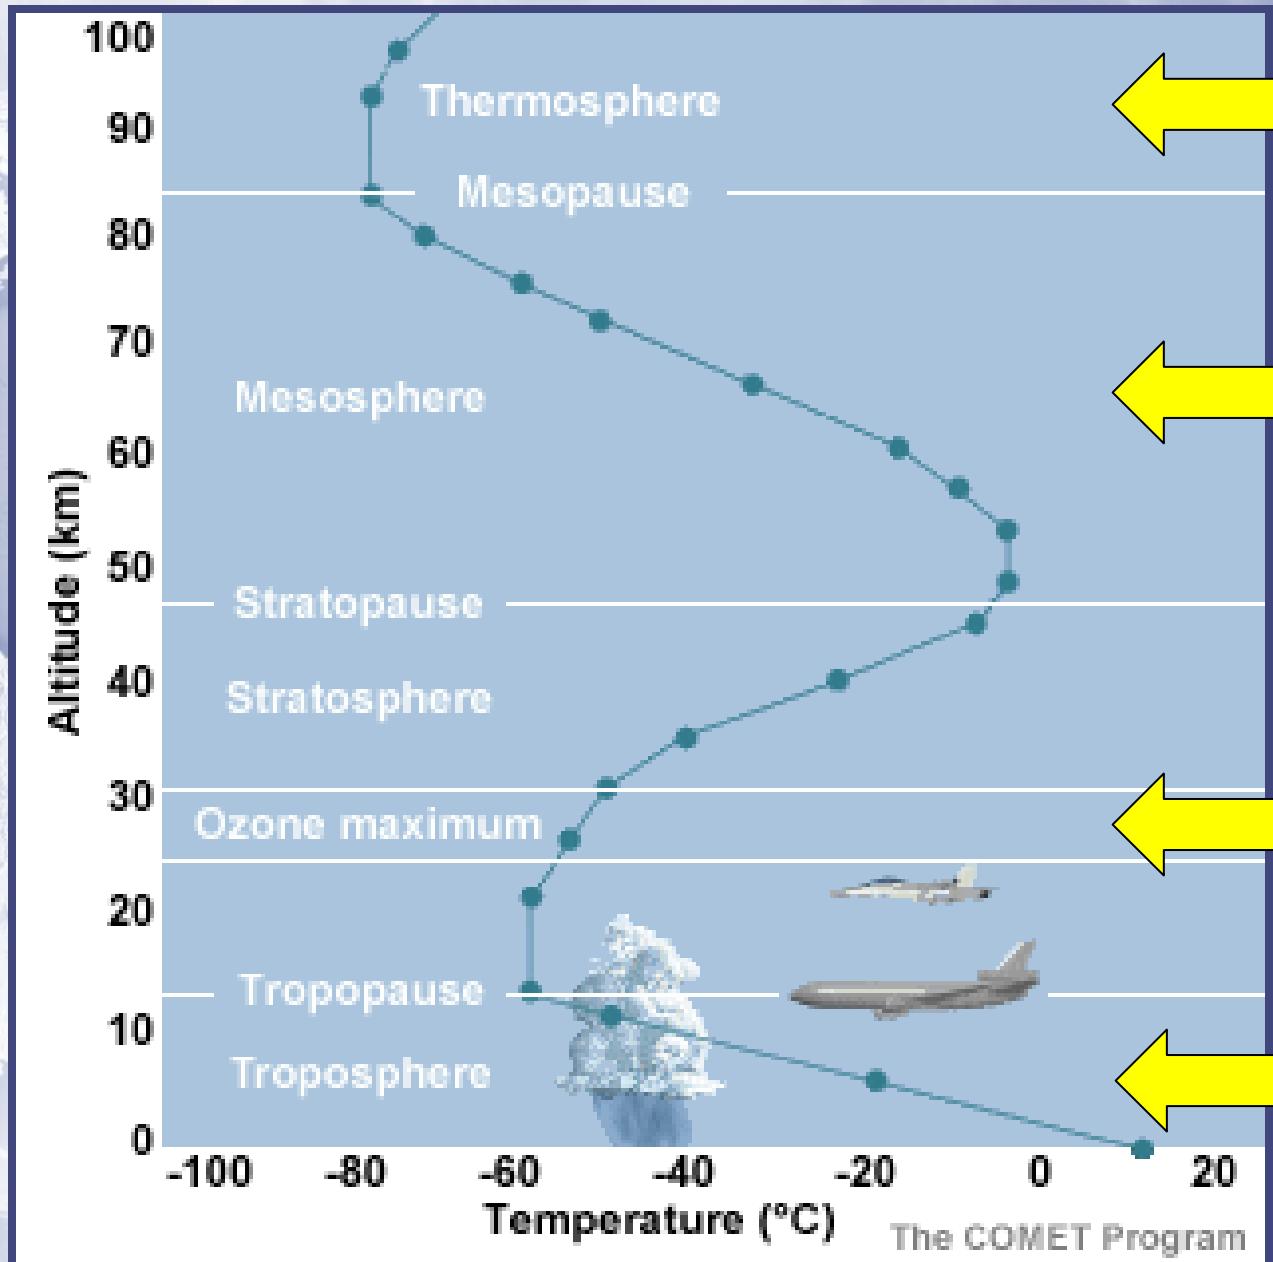 100
Thermosphere
90
Mesopause
80
70
Mesosphere
60
Altitude (km)
50
Stratopause
40
Stratosphere
30
Ozone maximum
20
Tropopause
10
Troposphere
0
-100 -80 -60 -40 -20 0 20
Temperature (°C)
The COMET Program